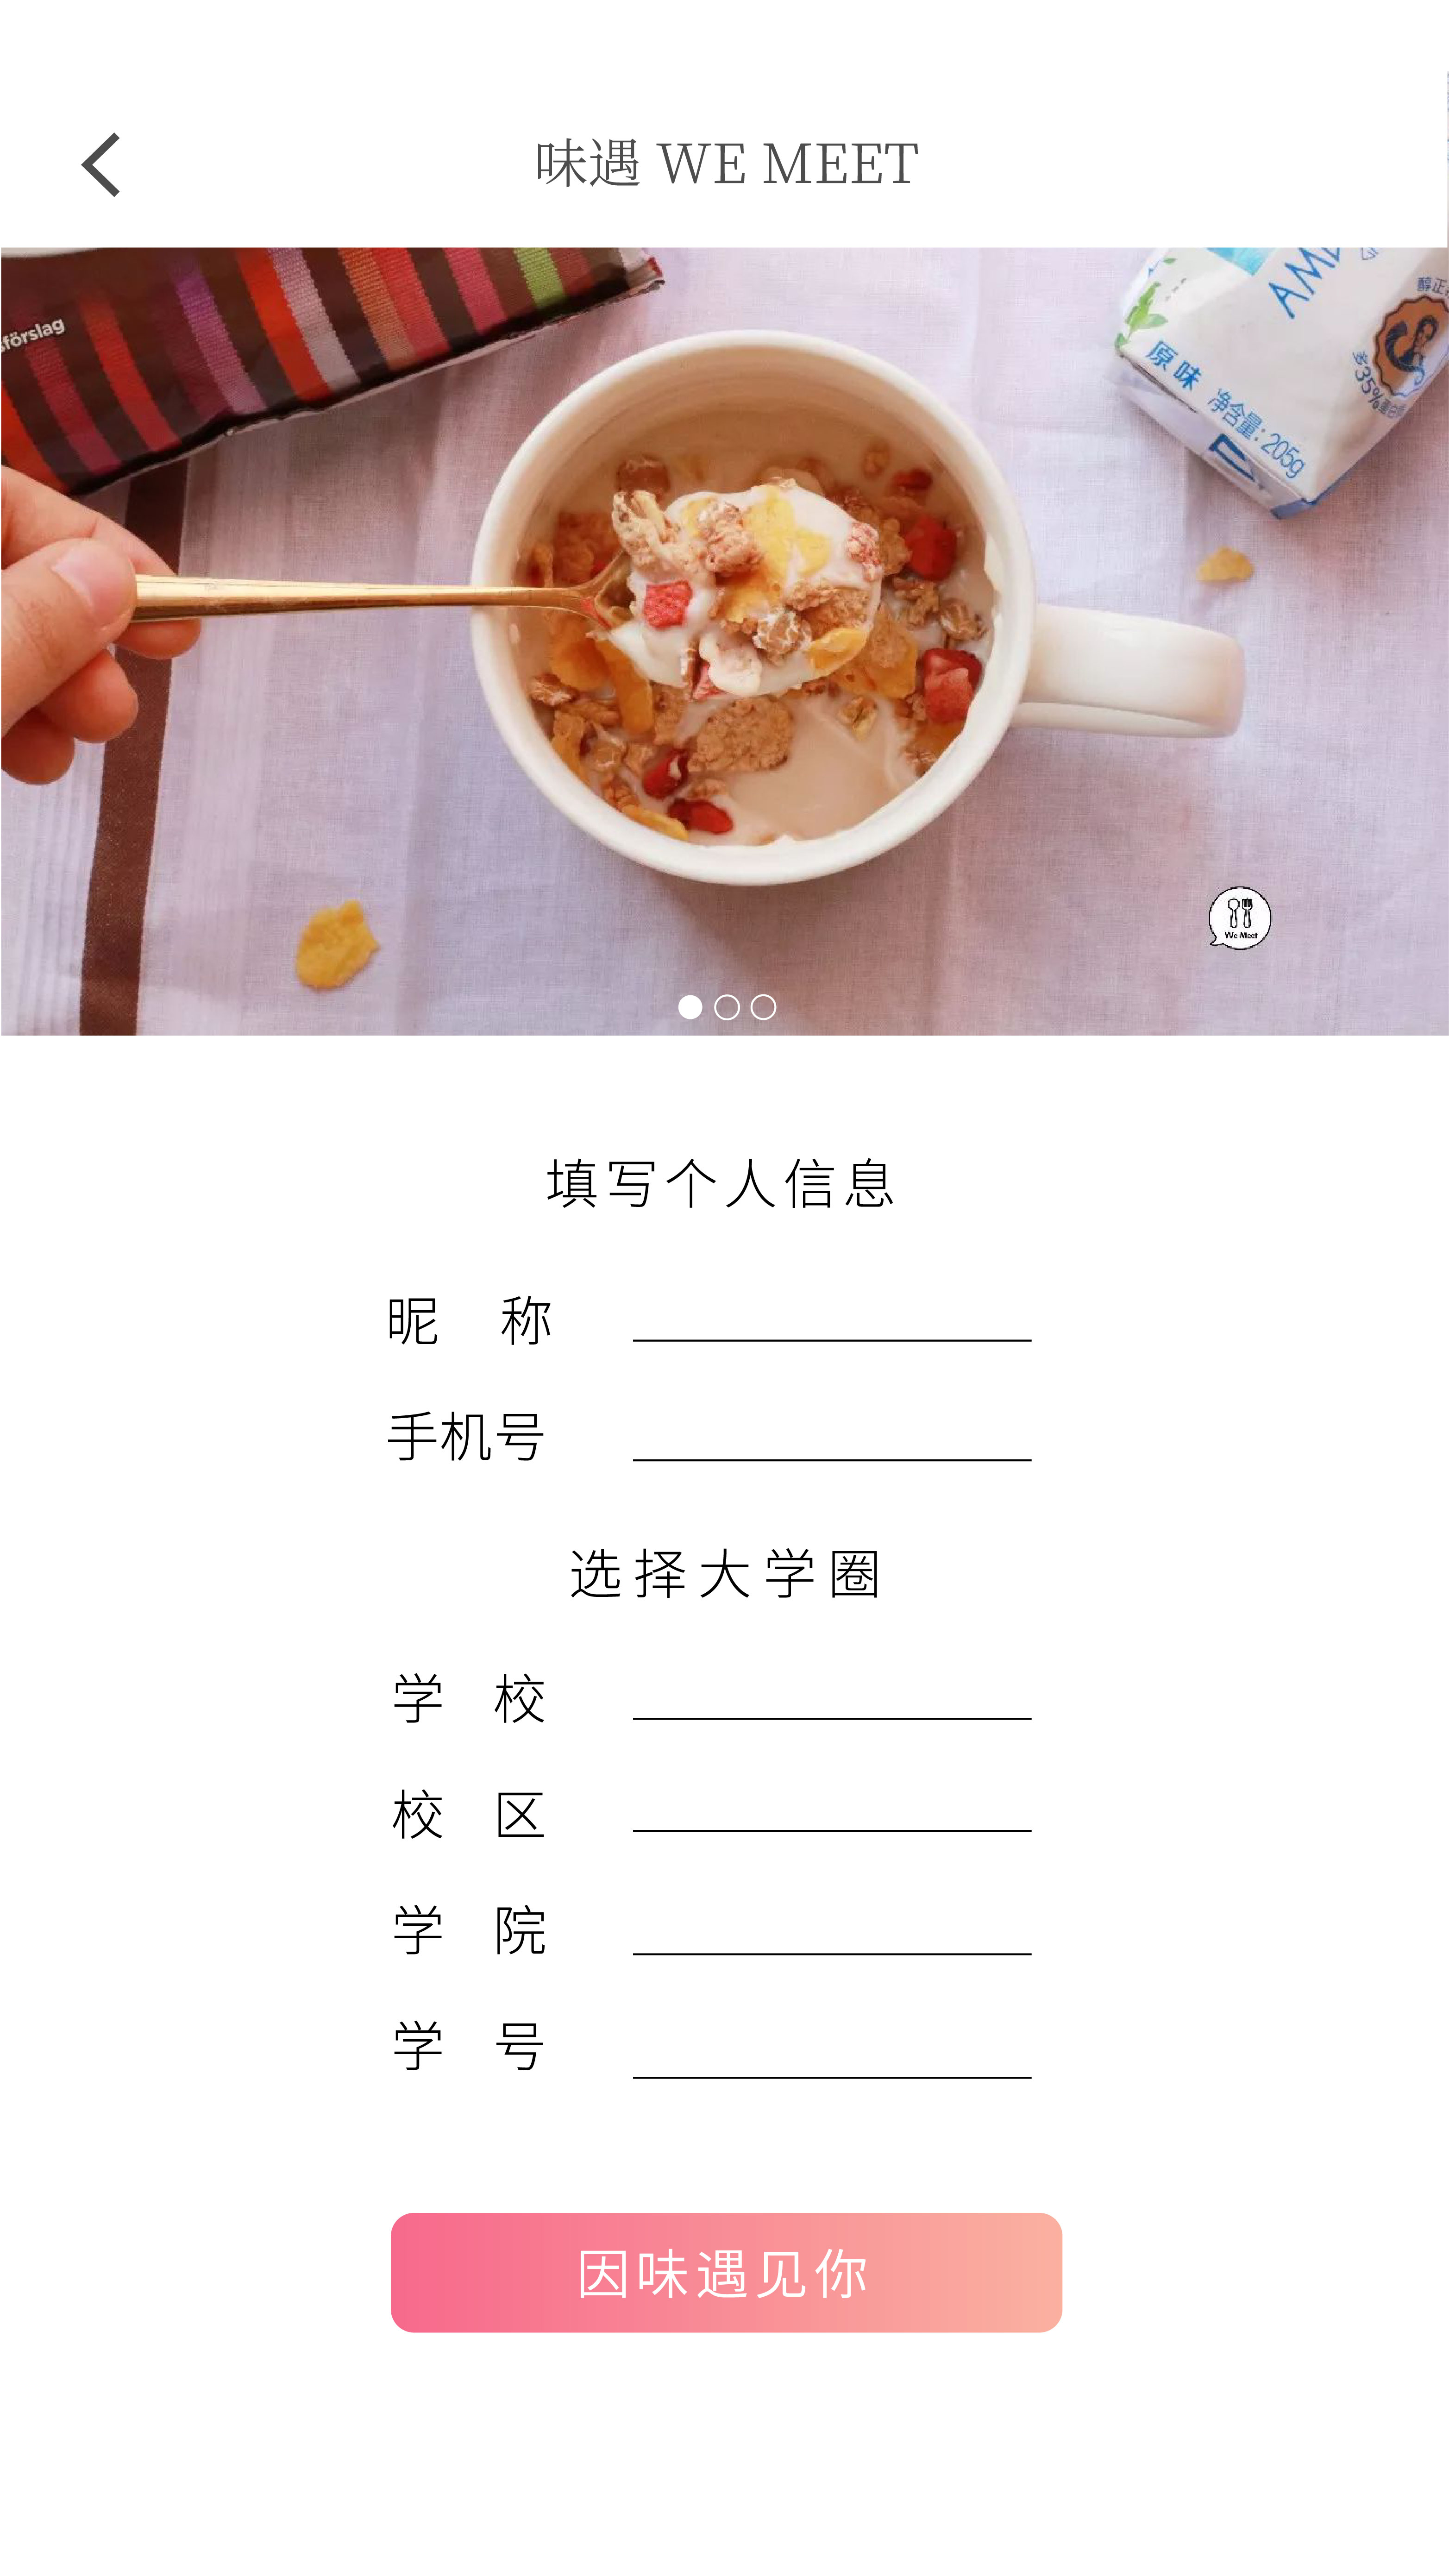 味遇 WE MEET
förslag
AM
醇正
原味
净含量:205g
多35%
We Meet
填写个人信息
昵 称
手机号
选择大学圈
学 校
校 区
学 院
学 号
因味遇见你